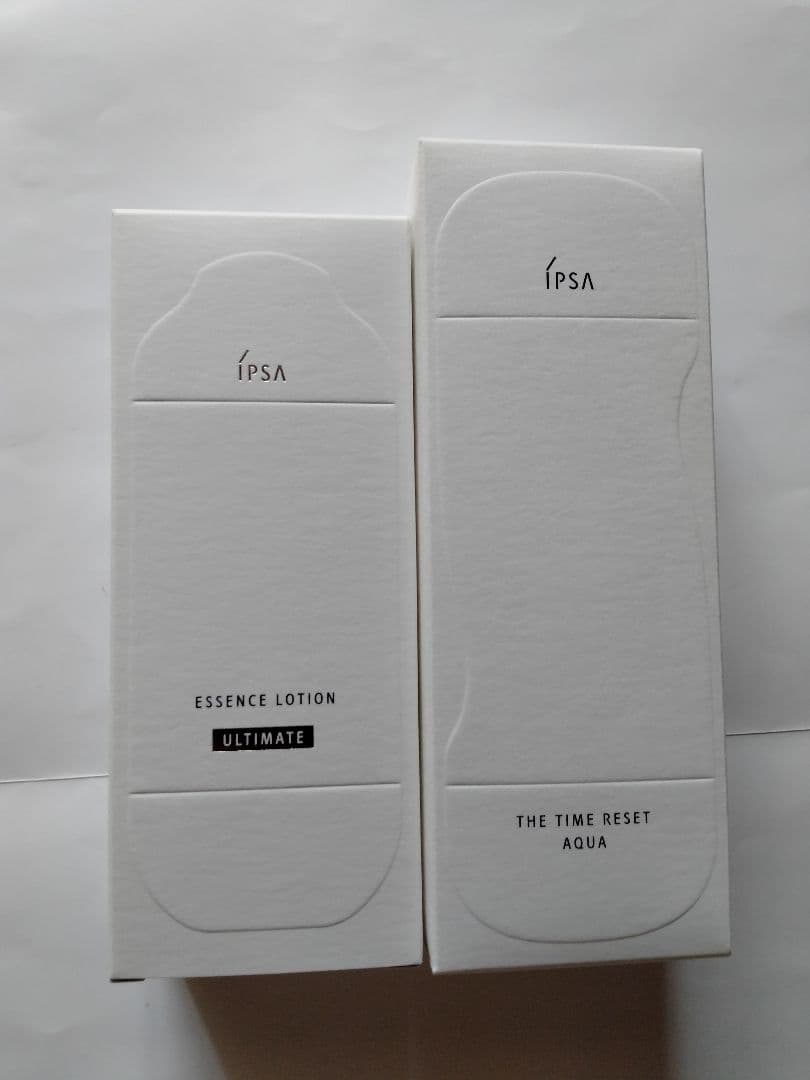 ÍPSA
ESSENCE LOTION
ULTIMATE
ÍPSA
THE TIME RESET
AQUA